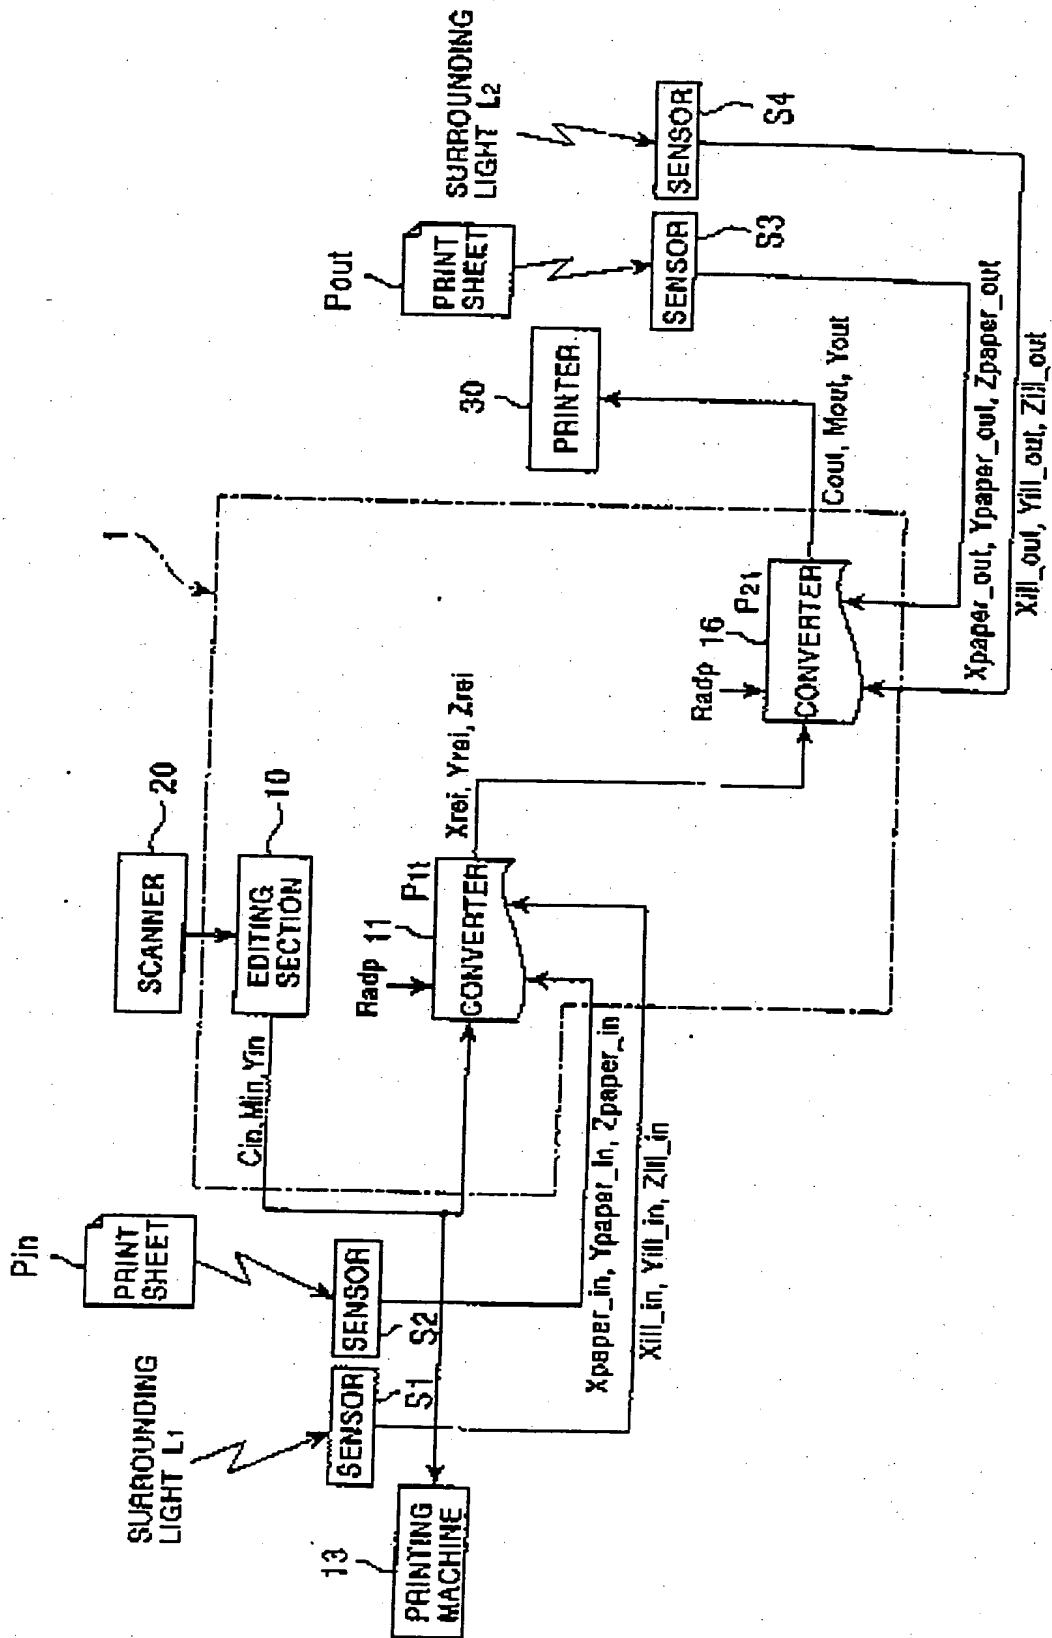 SURROUNDING
LIGHT L1
Pin
PRINT
SHEET
SENSOR
S1
SENSOR
S2
13
PRINTING
MACHINE
SCANNER
20
EDITING
SECTION
10
Cin,Min,Yin
1
Radp 11 P11
CONVERTER
Xpaper_in, Ypaper_in, Zpaper_in
Xill_in, Yill_in, Zill_in
Xrel, Yrel, Zrel
Radp 16 P21
CONVERTER
Cout, Mout, Yout
30
PRINTER
Pout
PRINT
SHEET
SURROUNDING
LIGHT L2
SENSOR
S3
SENSOR
S4
Xpaper_out, Ypaper_out, Zpaper_out
Xill_out, Yill_out, Zill_out